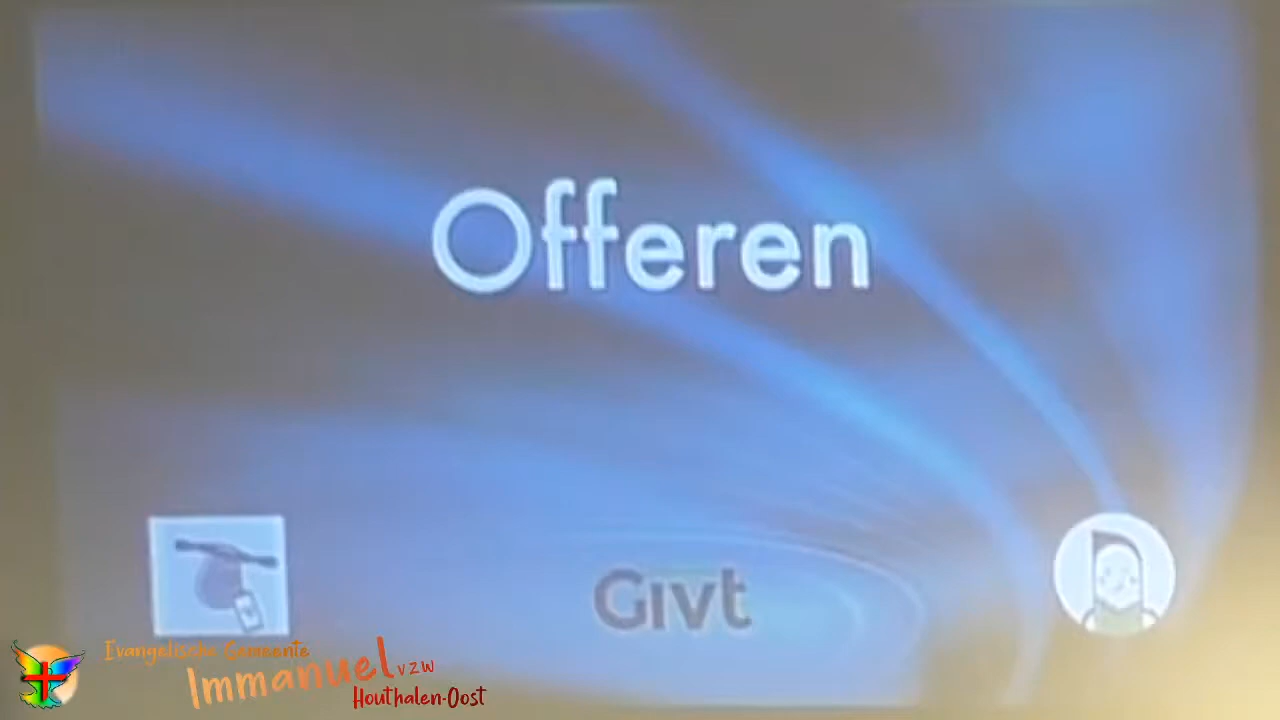 Offeren
Givt
Evangelische Gemeente
Immanuel vzw
Houthalen-Oost